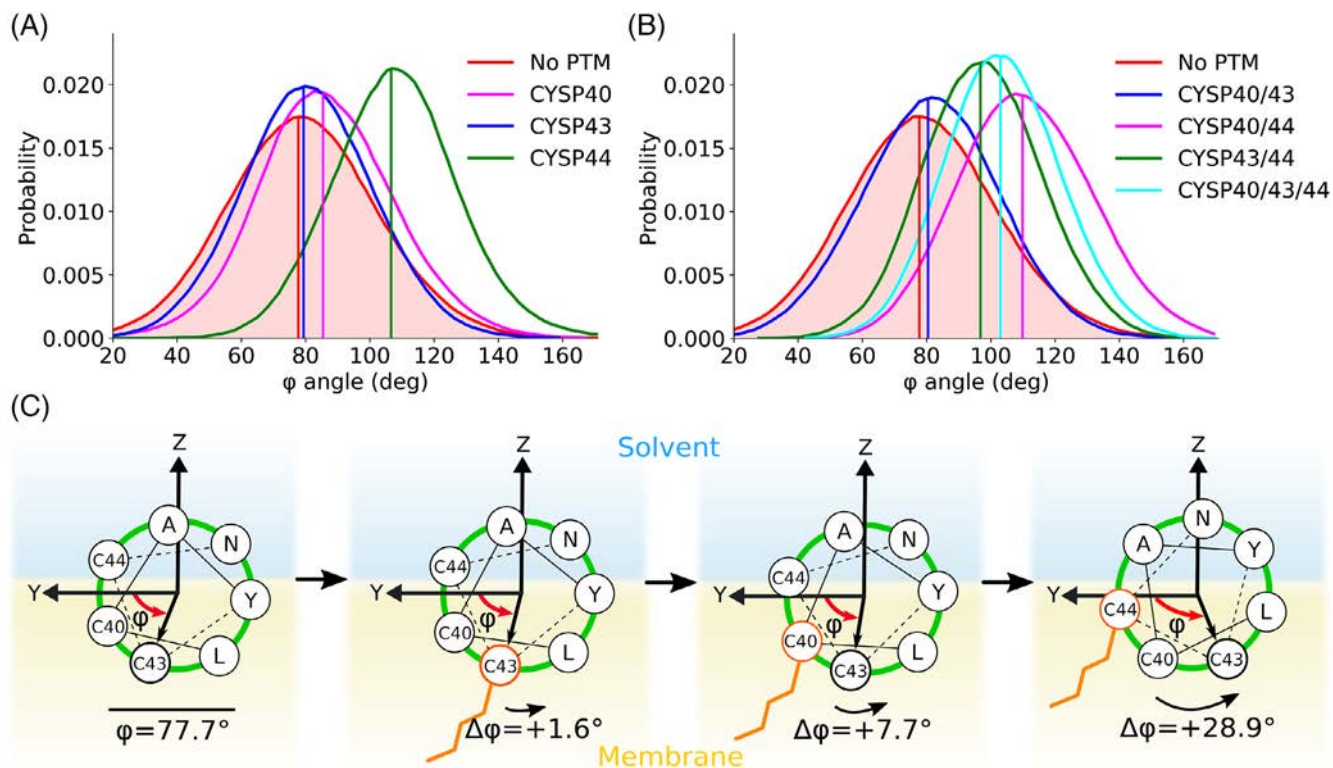 (A)
Probability
0.020
0.015
0.010
0.005
0.000
20 40 60 80 100 120 140 160
φ angle (deg)
No PTM
CYSP40
CYSP43
CYSP44
(B)
Probability
0.020
0.015
0.010
0.005
0.000
20 40 60 80 100 120 140 160
φ angle (deg)
No PTM
CYSP40/43
CYSP40/44
CYSP43/44
CYSP40/43/44
(C)
Solvent
Z
Y
A
N
Y
L
C43
C40
C44
φ
φ=77.7°
Z
Y
A
N
Y
L
C43
C40
C44
φ
Δφ=+1.6°
Z
Y
A
N
Y
L
C43
C40
C44
φ
Δφ=+7.7°
Z
Y
N
Y
L
C43
C40
C44
A
φ
Δφ=+28.9°
Membrane